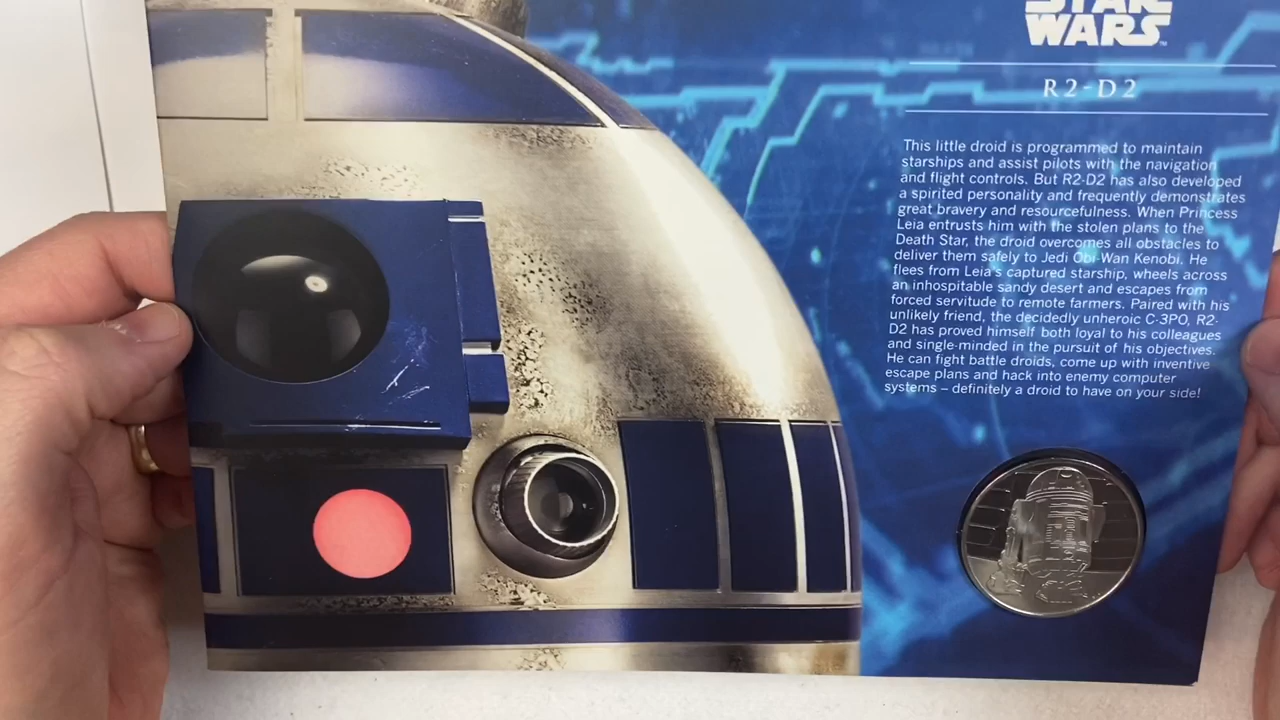 STAR
WARS
R2-D2
This little droid is programmed to maintain
starships and assist pilots with the navigation
and flight controls. But R2-D2 has also developed
a spirited personality and frequently demonstrates
great bravery and resourcefulness. When Princess
Leia entrusts him with the stolen plans to the
Death Star, the droid overcomes all obstacles to
deliver them safely to Jedi Obi-Wan Kenobi. He
flees from Leia's captured starship, wheels across
an inhospitable sandy desert and escapes from
forced servitude to remote farmers. Paired with his
unlikely friend, the decidedly unheroic C-3PO, R2-
D2 has proved himself both loyal to his colleagues
and single-minded in the pursuit of his objectives.
He can fight battle droids, come up with inventive
escape plans and hack into enemy computer
systems – definitely a droid to have on your side!